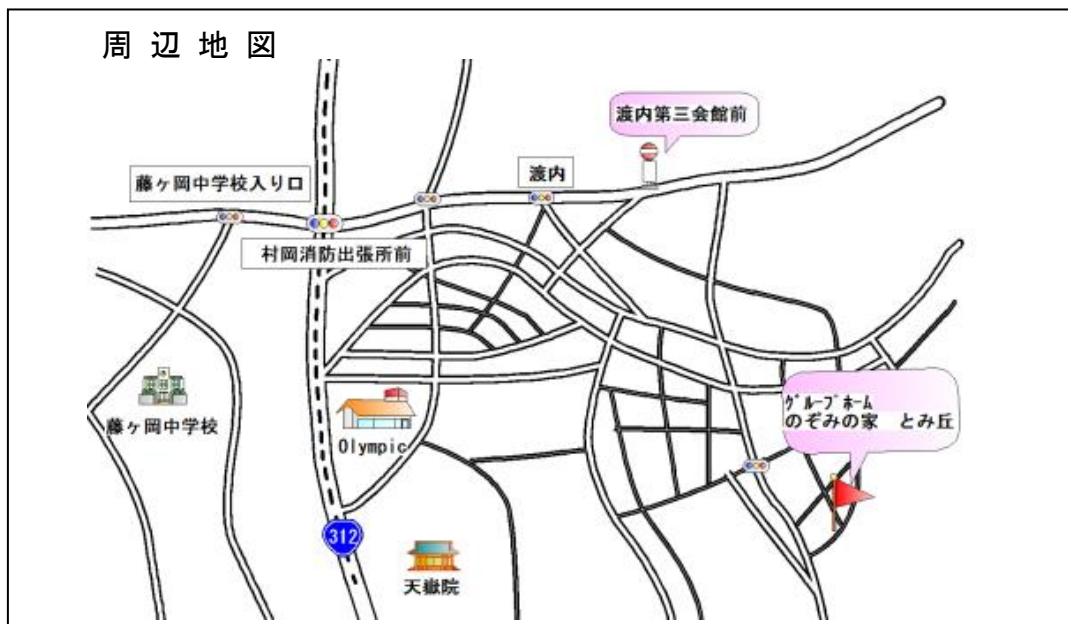 周辺地図
渡内第三会館前
渡内
藤ヶ岡中学校入り口
村岡消防出張所前
グループホーム
のぞみの家 とみ丘
藤ヶ岡中学校
Olympic
312
天嶽院